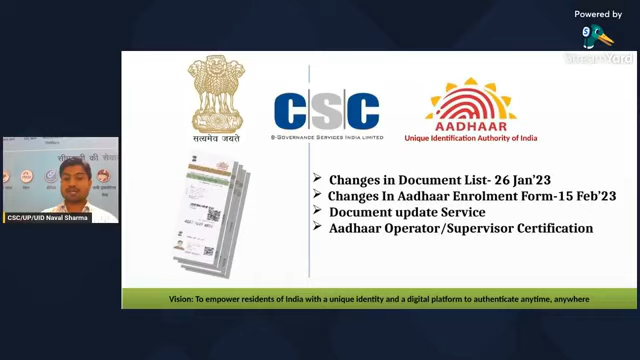 Powered by
StreamYard
सत्यमेव जयते
CSC
E-GOVERNANCE SERVICES INDIA LIMITED
AADHAAR
Unique Identification Authority of India
CSC/UP/UID Naval Sharma
Changes in Document List- 26 Jan'23
Changes In Aadhaar Enrolment Form-15 Feb'23
Document update Service
Aadhaar Operator/Supervisor Certification
Vision: To empower residents of India with a unique identity and a digital platform to authenticate anytime, anywhere